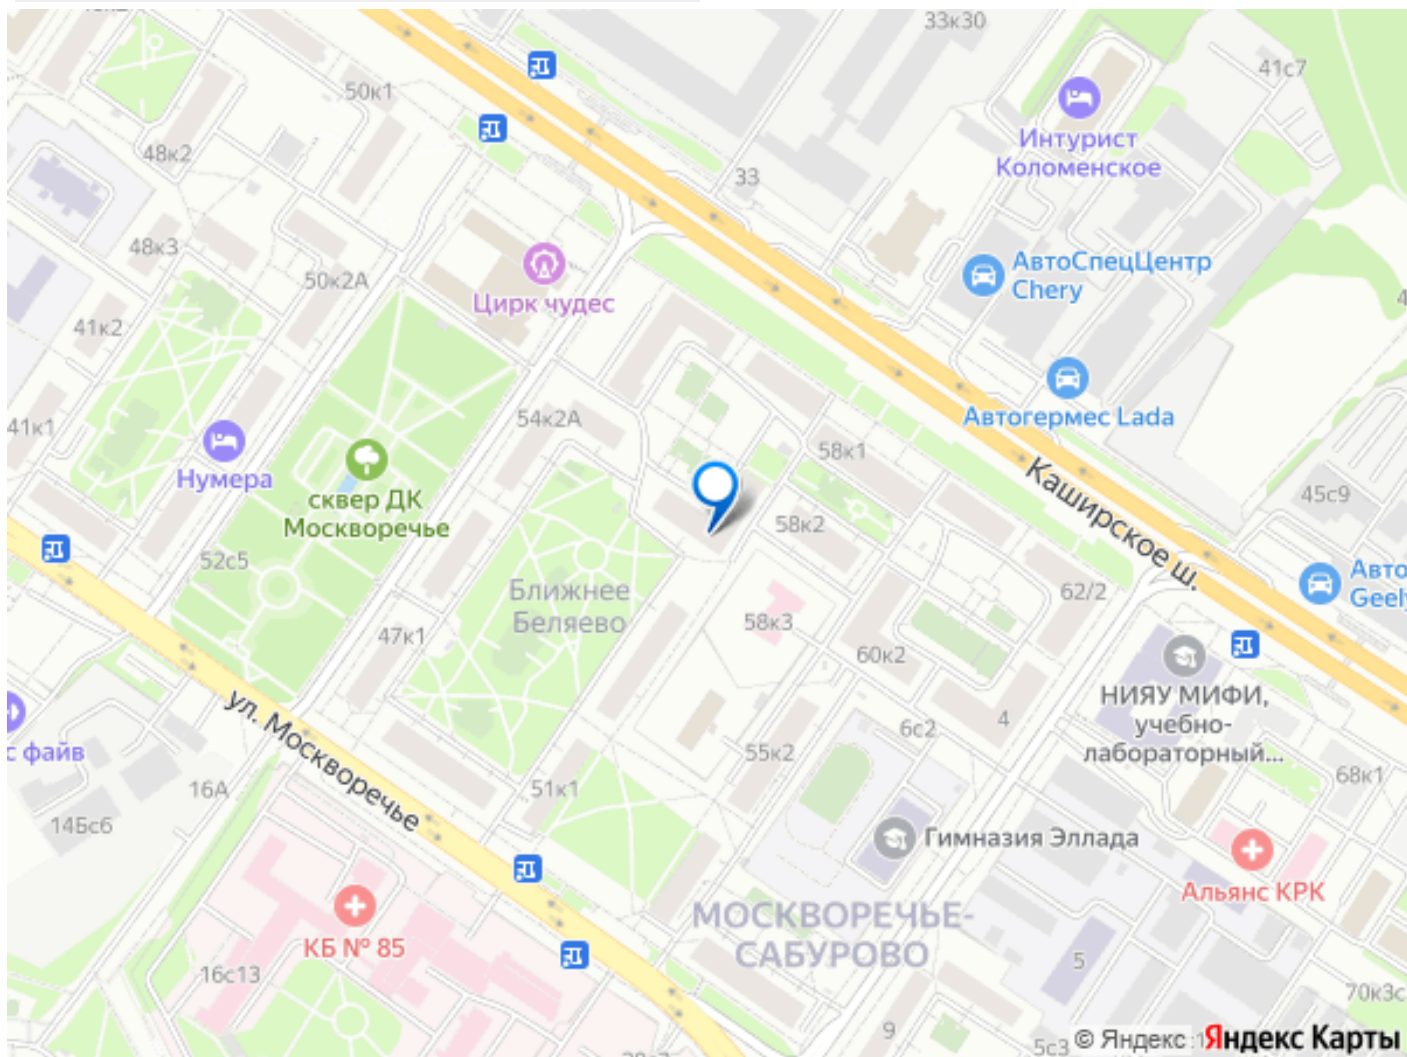 33к30
41с7
50к1
Интурист
Коломенское
48к2
33
48к3
АвтоСпецЦентр
Chery
50к2А
Цирк чудес
41к2
Автогермес Lada
54к2А
41к1
58к1
Нумера
сквер ДК
Москворечье
Каширское ш.
45с9
58к2
52с5
Ближнее
Беляево
Авто
Geely
62/2
58к3
47к1
60к2
НИЯУ МИФИ,
учебно-
лабораторный...
ул. Москворечье
4
6с2
с файв
55к2
68к1
16А
51к1
14Бс6
Гимназия Эллада
Альянс КРК
МОСКВОРЕЧЬЕ-
САБУРОВО
КБ № 85
16с13
5
70к3с
9
5с3
© Яндекс Яндекс Карты